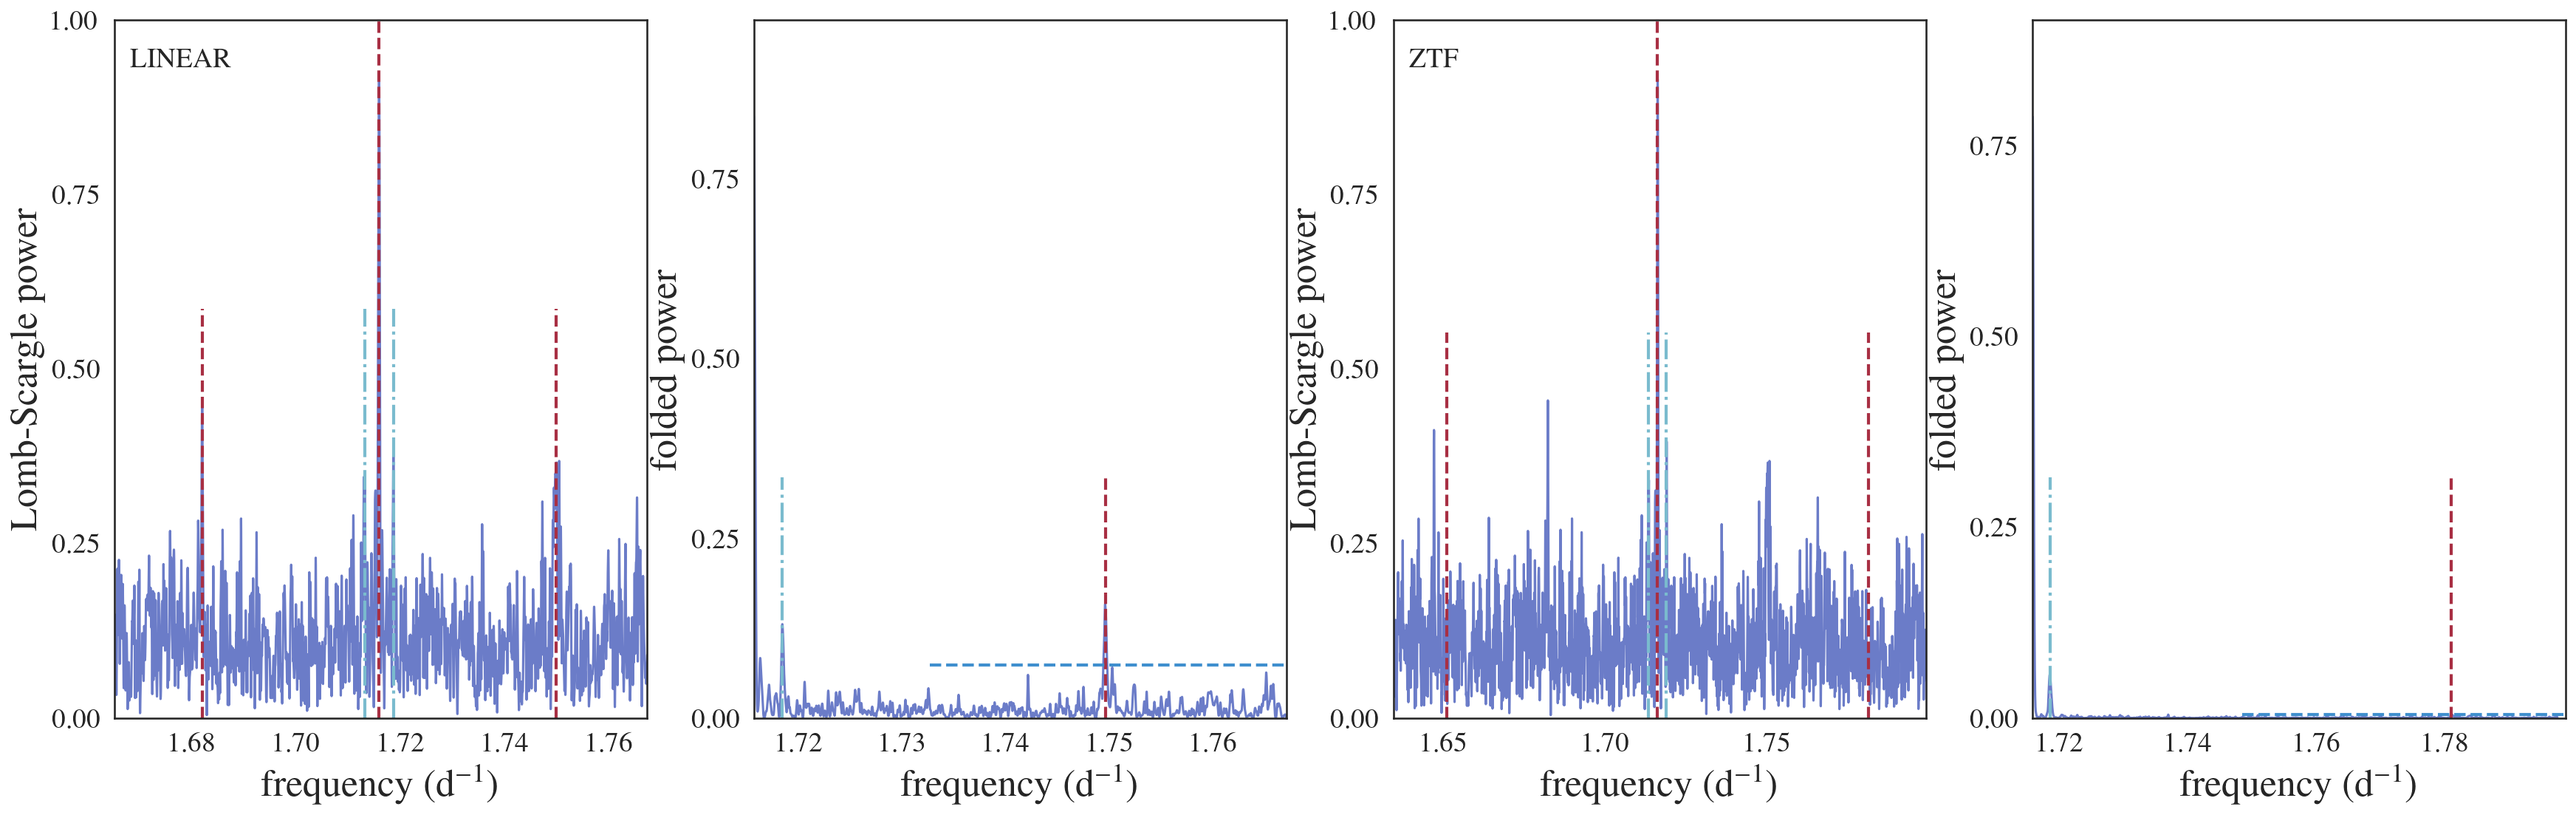 LINEAR
Lomb-Scargle power
1.00
0.75
0.50
0.25
0.00
1.68 1.70 1.72 1.74 1.76
frequency (d⁻¹)
folded power
0.75
0.50
0.25
0.00
1.72 1.73 1.74 1.75 1.76
frequency (d⁻¹)
ZTF
Lomb-Scargle power
1.00
0.75
0.50
0.25
0.00
1.65 1.70 1.75
frequency (d⁻¹)
folded power
0.75
0.50
0.25
0.00
1.72 1.74 1.76 1.78
frequency (d⁻¹)